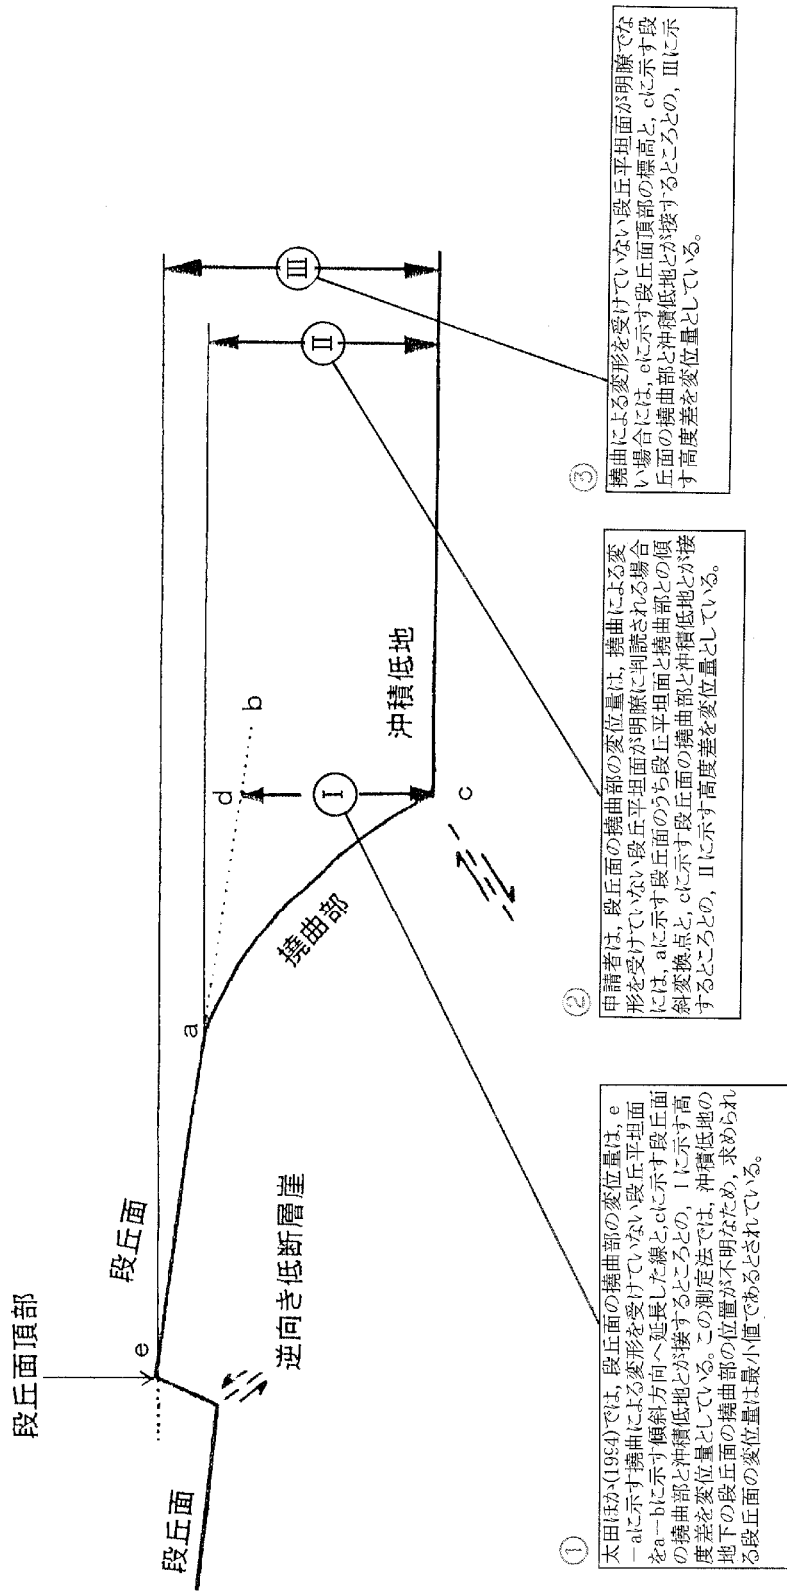 段丘面頂部
e
段丘面
段丘面
逆向き低断層崖
a
d
b
撓曲部
c
沖積低地
Ⅰ
Ⅱ
Ⅲ
①
太田ほか(1994)では, 段丘面の撓曲部の変位量は, e
－aに示す撓曲による変形を受けていない段丘平坦面
をa－bに示す傾斜方向へ延長した線と,cに示す段丘面
の撓曲部と沖積低地とが接するところとの, Ⅰに示す高
度差を変位量としている。この測定法では, 沖積低地の
地下の段丘面の撓曲部の位置が不明なため, 求められ
る段丘面の変位量は最小値であるとされている。
②
申請者は, 段丘面の撓曲部の変位量は, 撓曲による変
形を受けていない段丘平坦面が明瞭に判読される場合
には, aに示す段丘面のうち段丘平坦面と撓曲部との傾
斜変換点と, cに示す段丘面の撓曲部と沖積低地とが接
するところとの, Ⅱに示す高度差を変位量としている。
③
撓曲による変形を受けていない段丘平坦面が明瞭でな
い場合には, eに示す段丘面頂部の標高と, cに示す段
丘面の撓曲部と沖積低地とが接するところとの, Ⅲに示
す高度差を変位量としている。